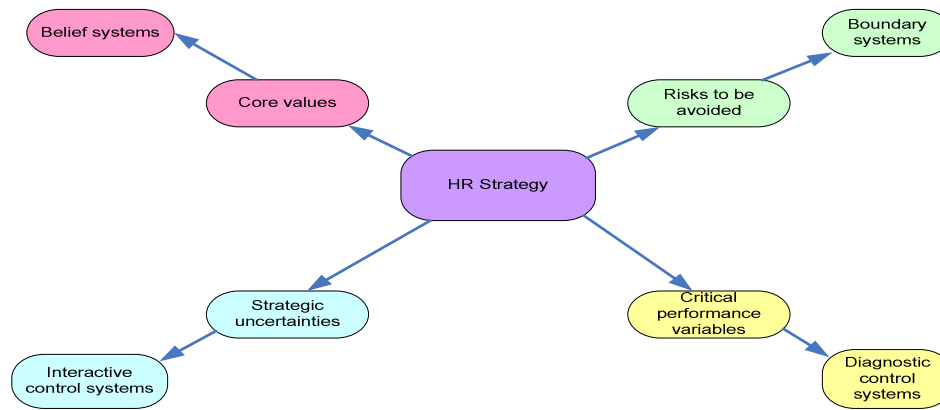 Belief systems
Boundary
systems
Core values
Risks to be
avoided
HR Strategy
Strategic
uncertainties
Critical
performance
variables
Interactive
control systems
Diagnostic
control
systems